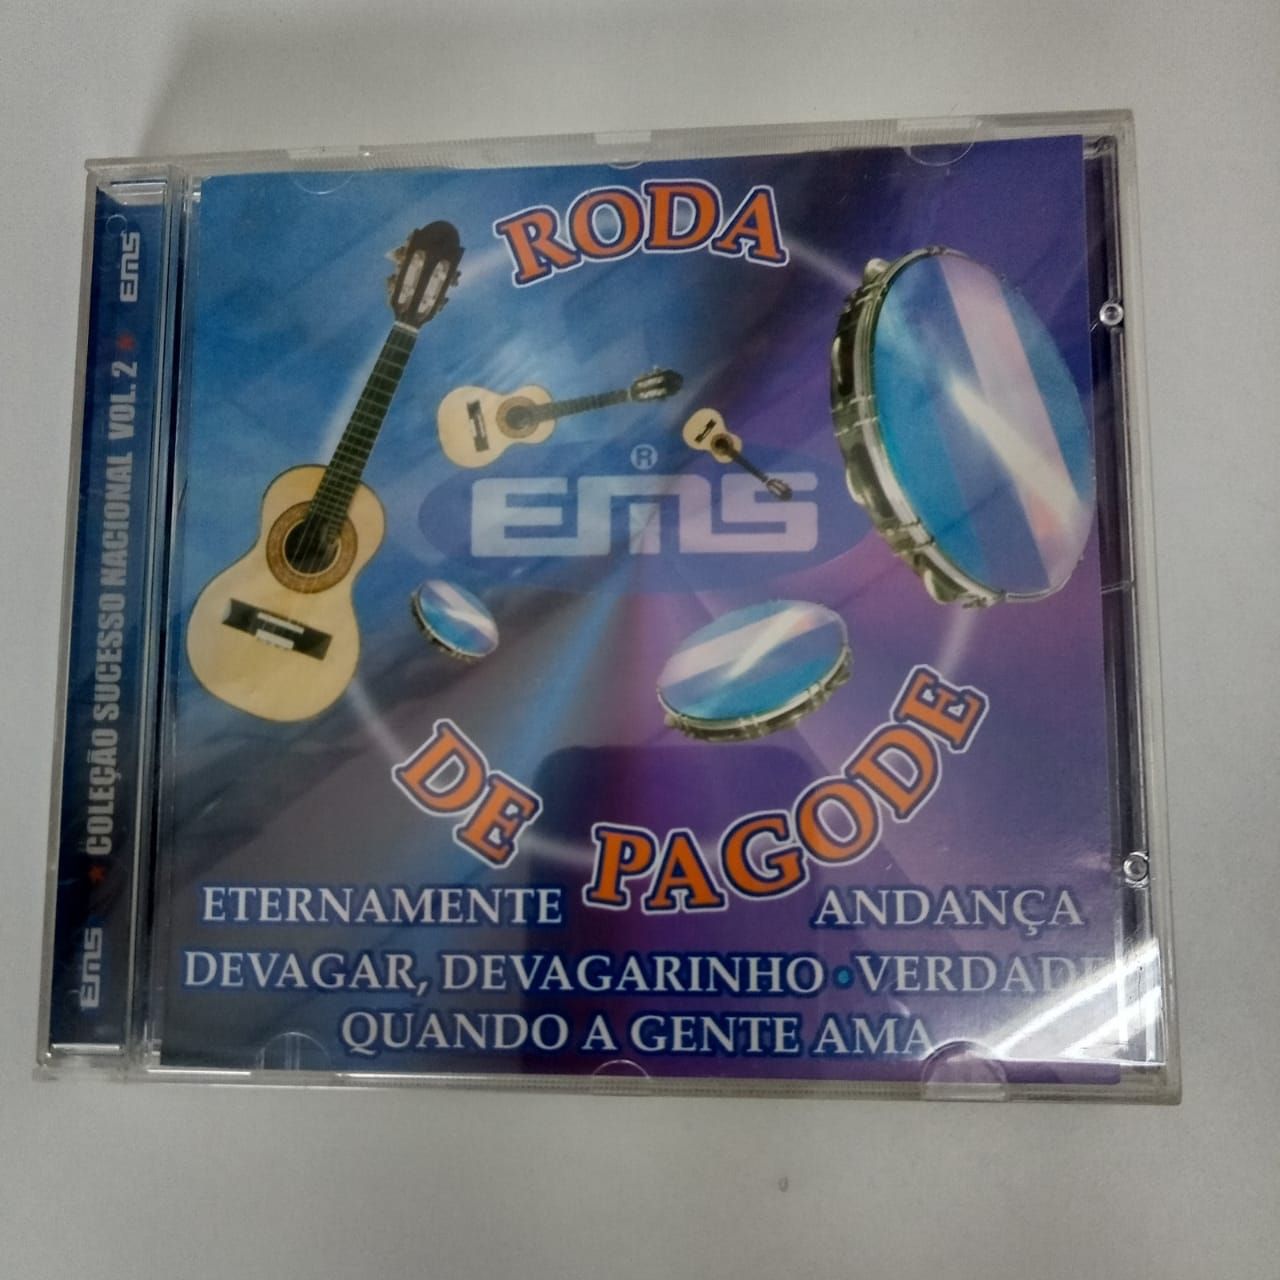 RODA
EMS ®
DE PAGODE
ETERNAMENTE ANDANÇA
DEVAGAR, DEVAGARINHO • VERDADE
QUANDO A GENTE AMA
EMS ★ COLEÇÃO SUCESSO NACIONAL VOL. 2 ★ EMS